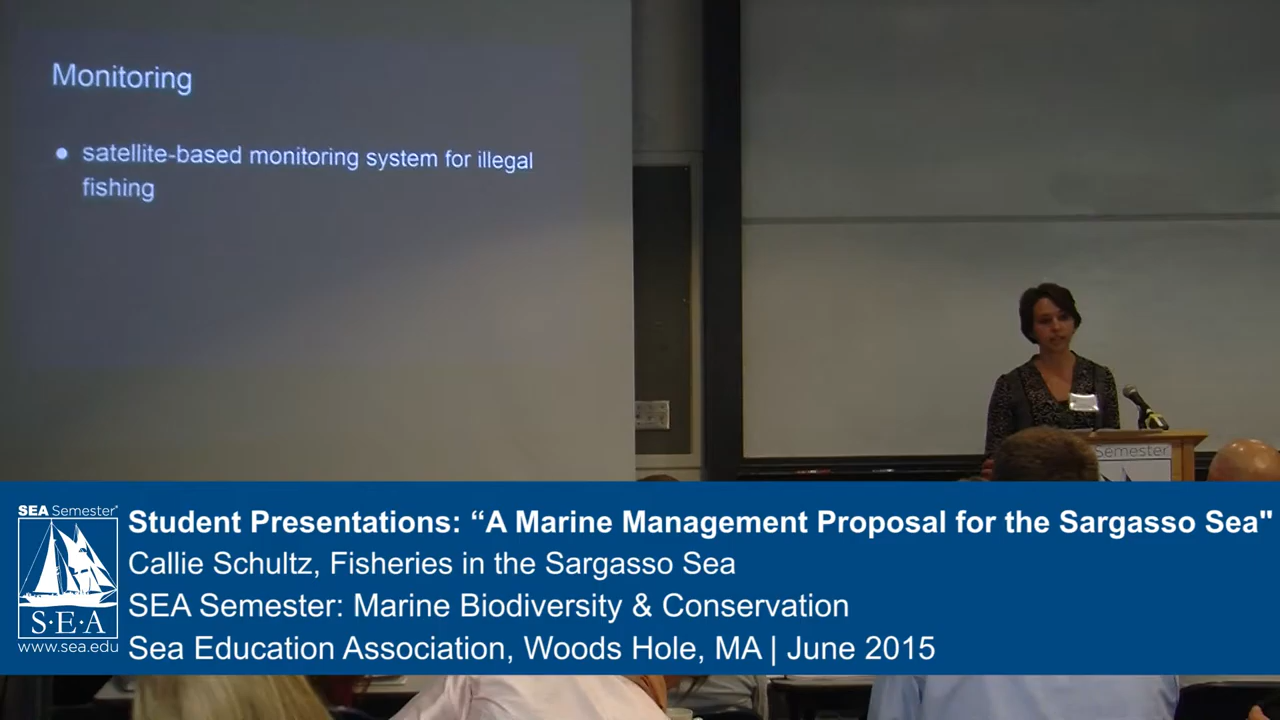 Monitoring
● satellite-based monitoring system for illegal
fishing
Semester
SEA Semester®
S·E·A
www.sea.edu
Student Presentations: “A Marine Management Proposal for the Sargasso Sea"
Callie Schultz, Fisheries in the Sargasso Sea
SEA Semester: Marine Biodiversity & Conservation
Sea Education Association, Woods Hole, MA | June 2015